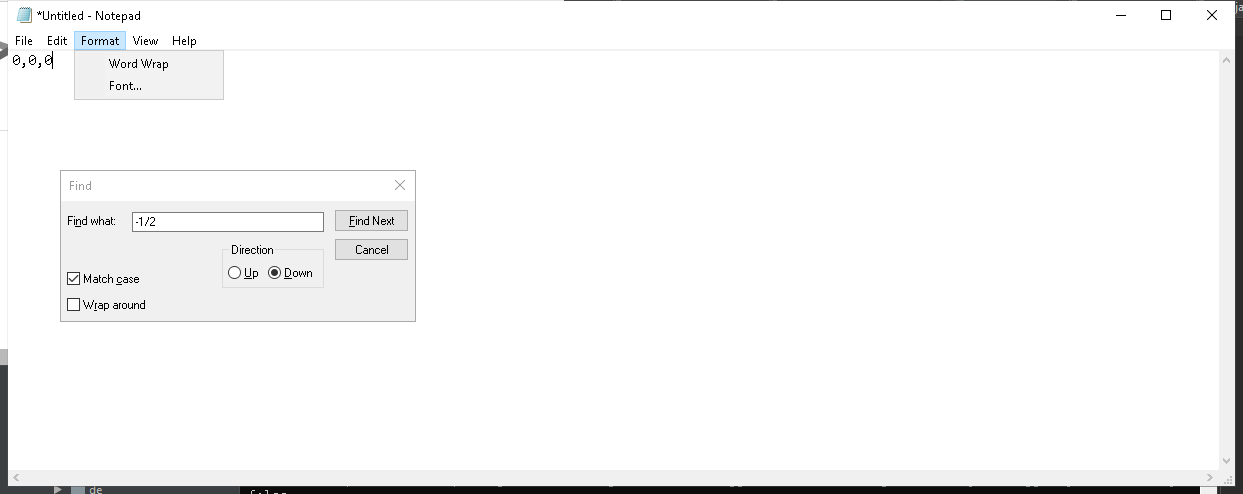 *Untitled - Notepad
File Edit Format View Help
0,0,0
Word Wrap
Font...
Find
Find what: -1/2 Find Next
Cancel
Direction
Up Down
Match case
Wrap around
de